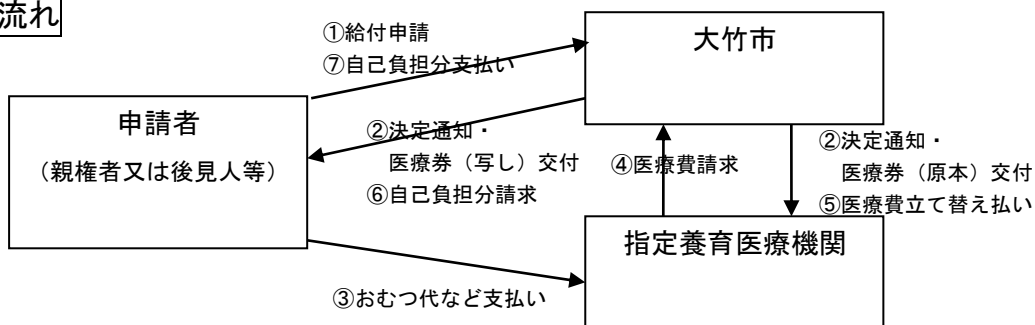 流れ
①給付申請
⑦自己負担分支払い
大竹市
申請者
（親権者又は後見人等）
②決定通知・
医療券（写し）交付
⑥自己負担分請求
④医療費請求
②決定通知・
医療券（原本）交付
⑤医療費立て替え払い
指定養育医療機関
③おむつ代など支払い